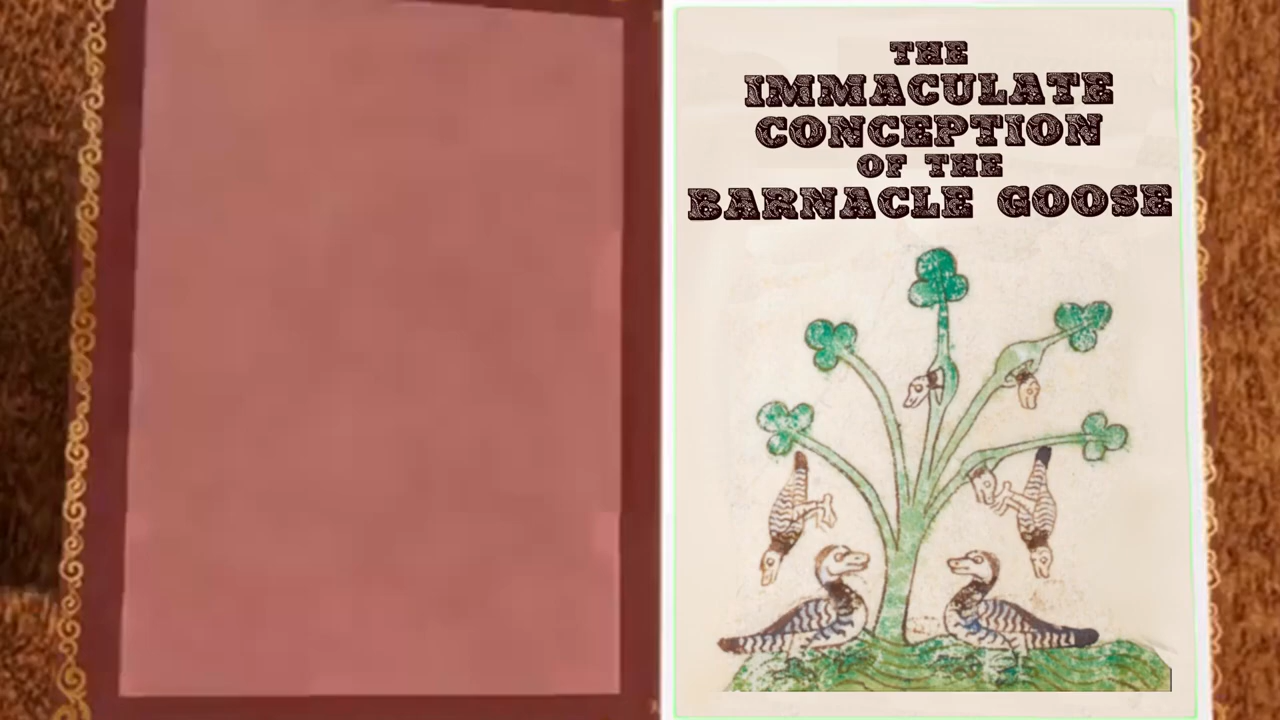 THE
IMMACULATE
CONCEPTION
OF THE
BARNACLE GOOSE